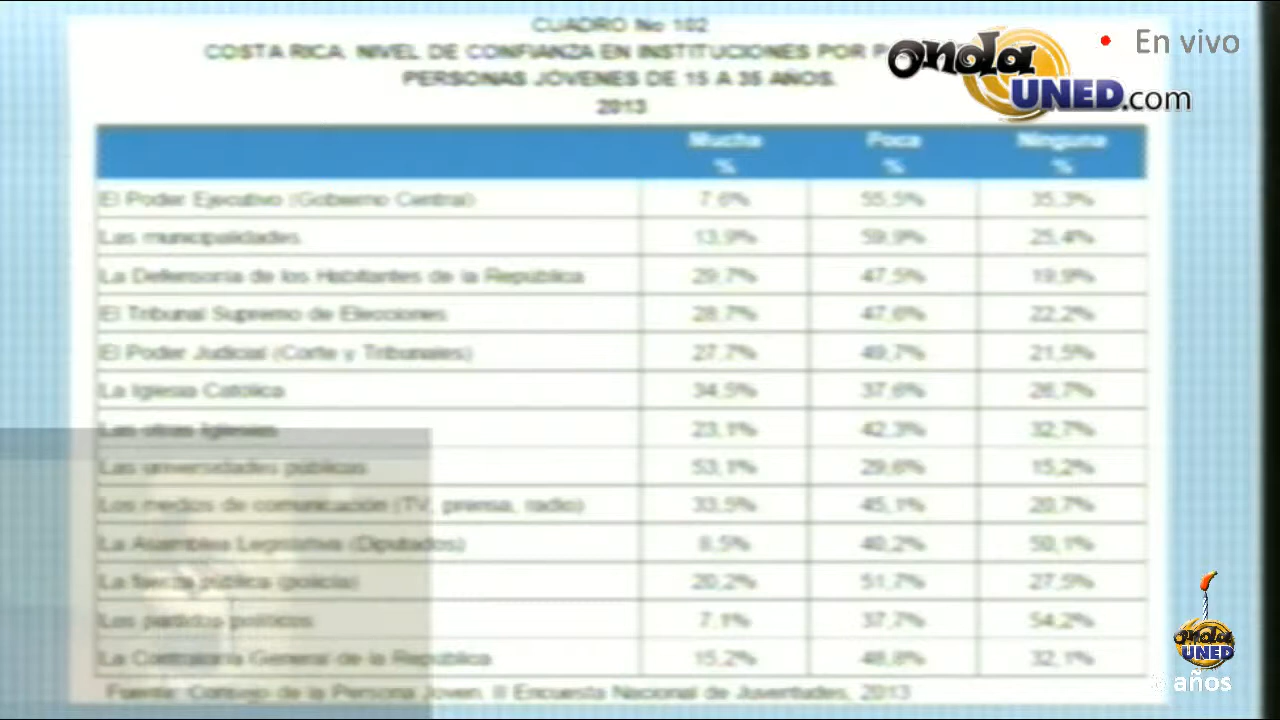 CUADRO No 102
COSTA RICA. NIVEL DE CONFIANZA EN INSTITUCIONES POR
PERSONAS JÓVENES DE 15 A 35 AÑOS.
2013
Onda UNED.com
• En vivo
Mucha % Poca % Ninguna %
El Poder Ejecutivo (Gobierno Central) 7,6% 55,5% 35,3%
Las municipalidades 13,9% 59,9% 25,4%
La Defensoría de los Habitantes de la República 29,7% 47,5% 19,9%
El Tribunal Supremo de Elecciones 28,7% 47,6% 22,2%
El Poder Judicial (Corte y Tribunales) 27,7% 49,7% 21,5%
La Iglesia Católica 34,5% 37,6% 26,7%
Las otras Iglesias 23,1% 42,3% 32,7%
Las universidades públicas 53,1% 29,6% 15,2%
Los medios de comunicación (TV, prensa, radio) 33,5% 45,1% 20,7%
La Asamblea Legislativa (Diputados) 8,5% 40,2% 50,1%
La fuerza pública (policía) 20,2% 51,7% 27,5%
Los partidos políticos 7,1% 37,7% 54,2%
La Contraloría General de la República 15,2% 48,8% 32,1%
Fuente: Consejo de la Persona Joven, Encuesta Nacional de Juventudes, 2013
Onda UNED
años